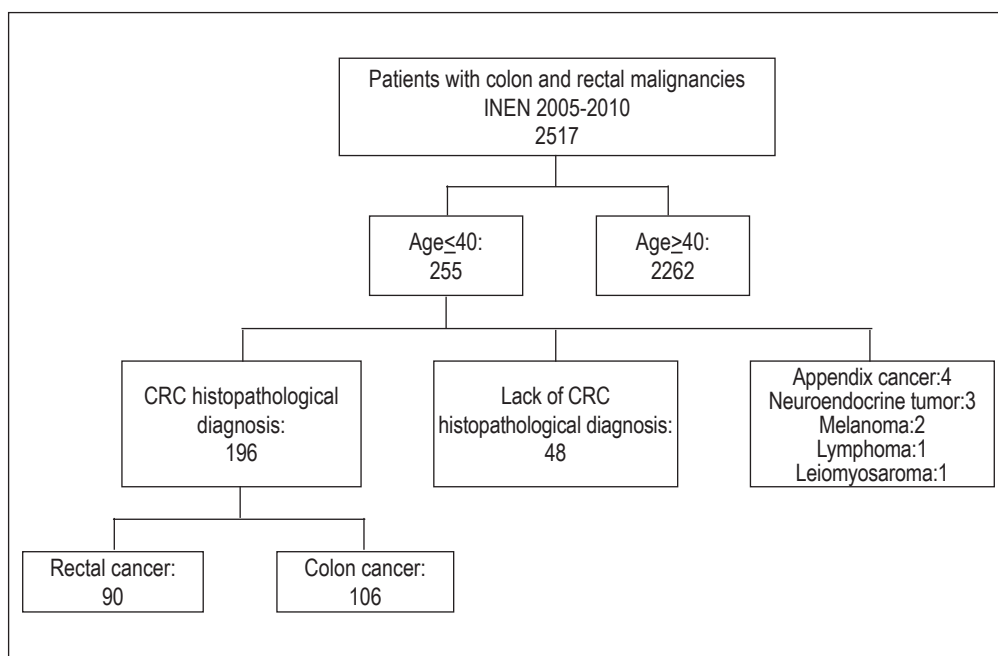 Patients with colon and rectal malignancies
INEN 2005-2010
2517
Age≤40:
255
Age≥40:
2262
CRC histopathological
diagnosis:
196
Lack of CRC
histopathological diagnosis:
48
Appendix cancer:4
Neuroendocrine tumor:3
Melanoma:2
Lymphoma:1
Leiomyosaroma:1
Rectal cancer:
90
Colon cancer:
106